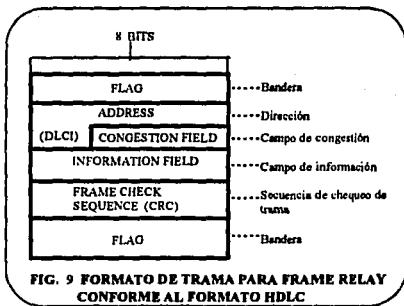 8 BITS
FLAG
Bandera
ADDRESS
Dirección
(DLCI) CONGESTION FIELD
Campo de congestión
INFORMATION FIELD
Campo de información
FRAME CHECK
SEQUENCE (CRC)
Secuencia de chequeo de
trama
FLAG
Bandera
FIG. 9 FORMATO DE TRAMA PARA FRAME RELAY
CONFORME AL FORMATO HDLC